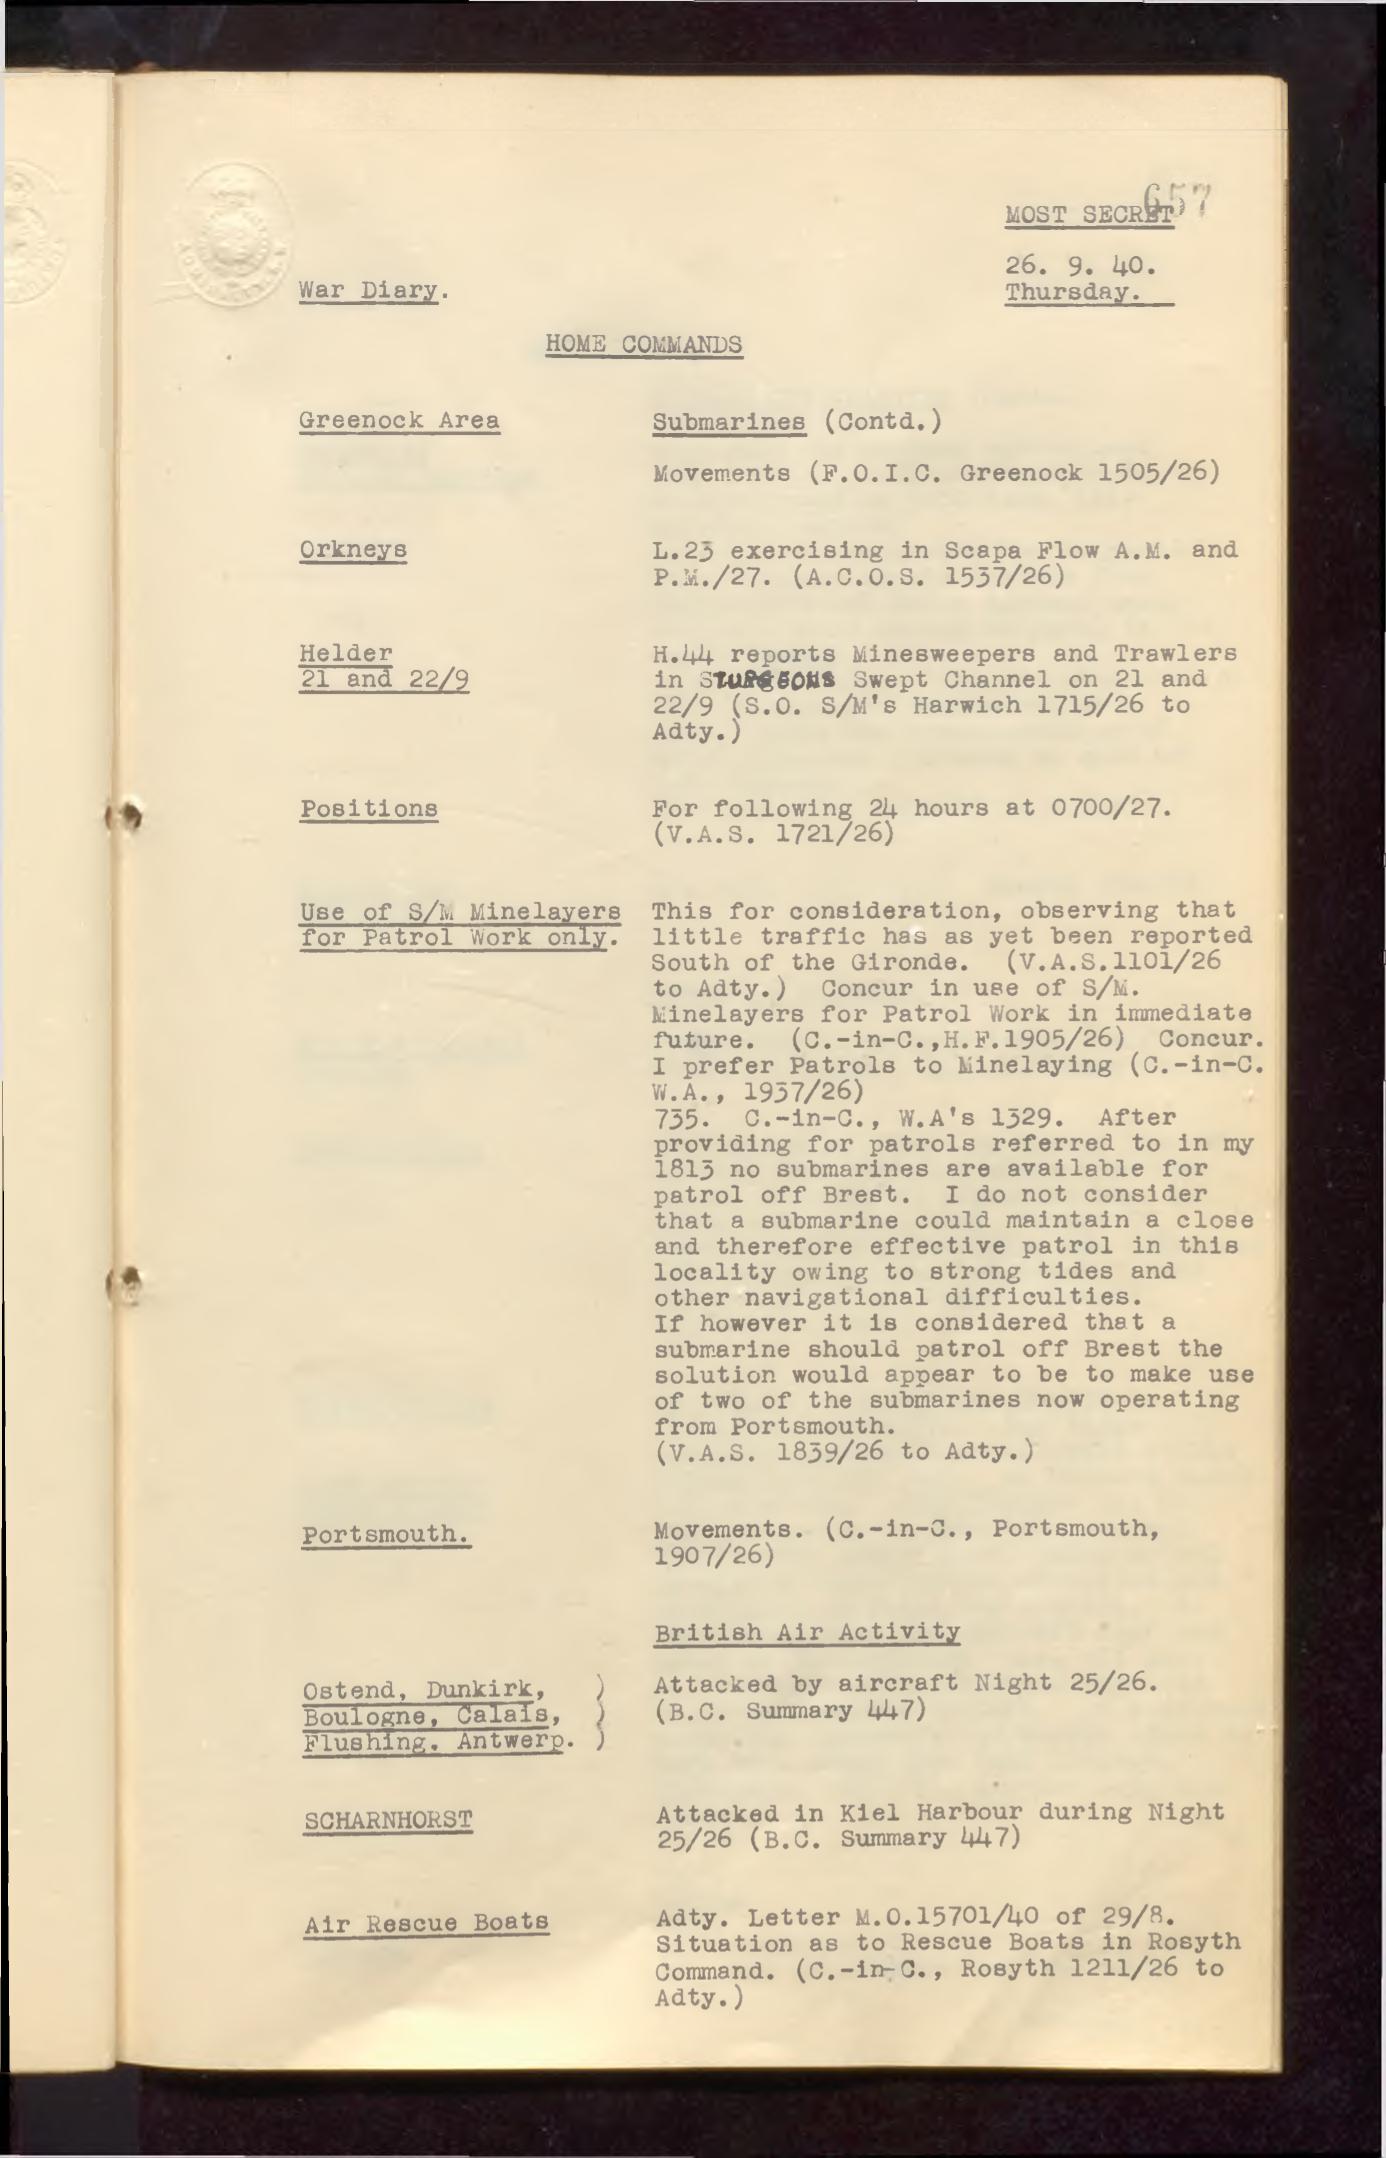 657
MOST SECRET
26. 9. 40.
Thursday.
War Diary.
HOME COMMANDS
Greenock Area
Submarines (Contd.)
Movements (F.O.I.C. Greenock 1505/26)
Orkneys
L.23 exercising in Scapa Flow A.M. and
P.M./27. (A.C.O.S. 1537/26)
Helder
21 and 22/9
H.44 reports Minesweepers and Trawlers
in STURGEONS Swept Channel on 21 and
22/9 (S.O. S/M's Harwich 1715/26 to
Adty.)
Positions
For following 24 hours at 0700/27.
(V.A.S. 1721/26)
Use of S/M Minelayers
for Patrol Work only.
This for consideration, observing that
little traffic has as yet been reported
South of the Gironde. (V.A.S.1101/26
to Adty.) Concur in use of S/M.
Minelayers for Patrol Work in immediate
future. (C.-in-C.,H.F.1905/26) Concur.
I prefer Patrols to Minelaying (C.-in-C.
W.A., 1937/26)
735. C.-in-C., W.A's 1329. After
providing for patrols referred to in my
1813 no submarines are available for
patrol off Brest. I do not consider
that a submarine could maintain a close
and therefore effective patrol in this
locality owing to strong tides and
other navigational difficulties.
If however it is considered that a
submarine should patrol off Brest the
solution would appear to be to make use
of two of the submarines now operating
from Portsmouth.
(V.A.S. 1839/26 to Adty.)
Portsmouth.
Movements. (C.-in-C., Portsmouth,
1907/26)
British Air Activity
Ostend, Dunkirk, )
Boulogne, Calais, )
Flushing. Antwerp. )
Attacked by aircraft Night 25/26.
(B.C. Summary 447)
SCHARNHORST
Attacked in Kiel Harbour during Night
25/26 (B.C. Summary 447)
Air Rescue Boats
Adty. Letter M.O.15701/40 of 29/8.
Situation as to Rescue Boats in Rosyth
Command. (C.-in-C., Rosyth 1211/26 to
Adty.)